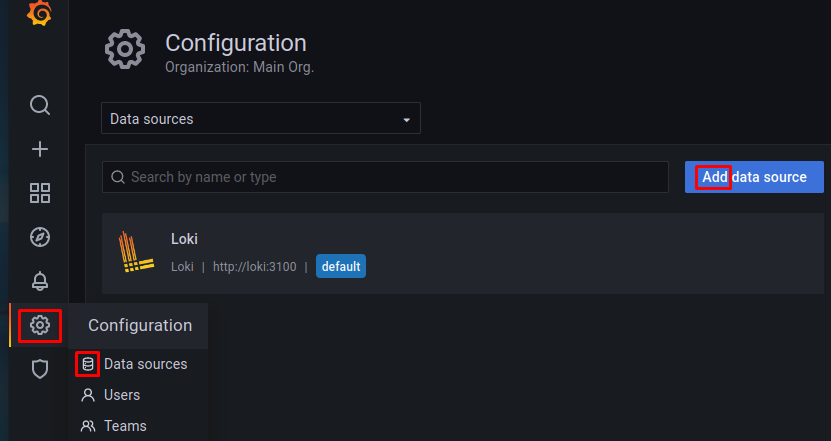 Configuration
Organization: Main Org.
Data sources
Search by name or type
Add data source
Loki
Loki | http://loki:3100 | default
Configuration
Data sources
Users
Teams